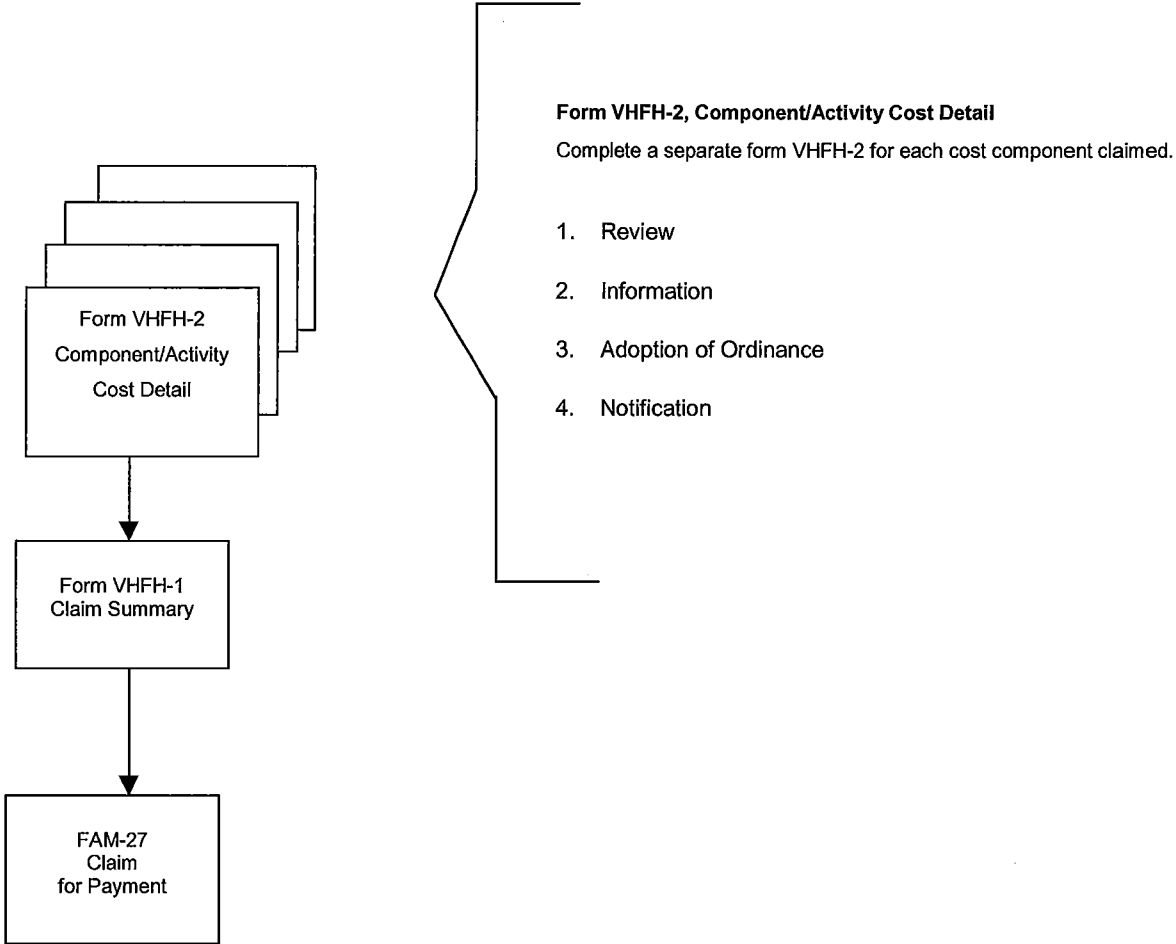 Form VHFH-2, Component/Activity Cost Detail
Complete a separate form VHFH-2 for each cost component claimed.
1. Review
2. Information
3. Adoption of Ordinance
4. Notification
Form VHFH-2
Component/Activity
Cost Detail
Form VHFH-1
Claim Summary
FAM-27
Claim
for Payment